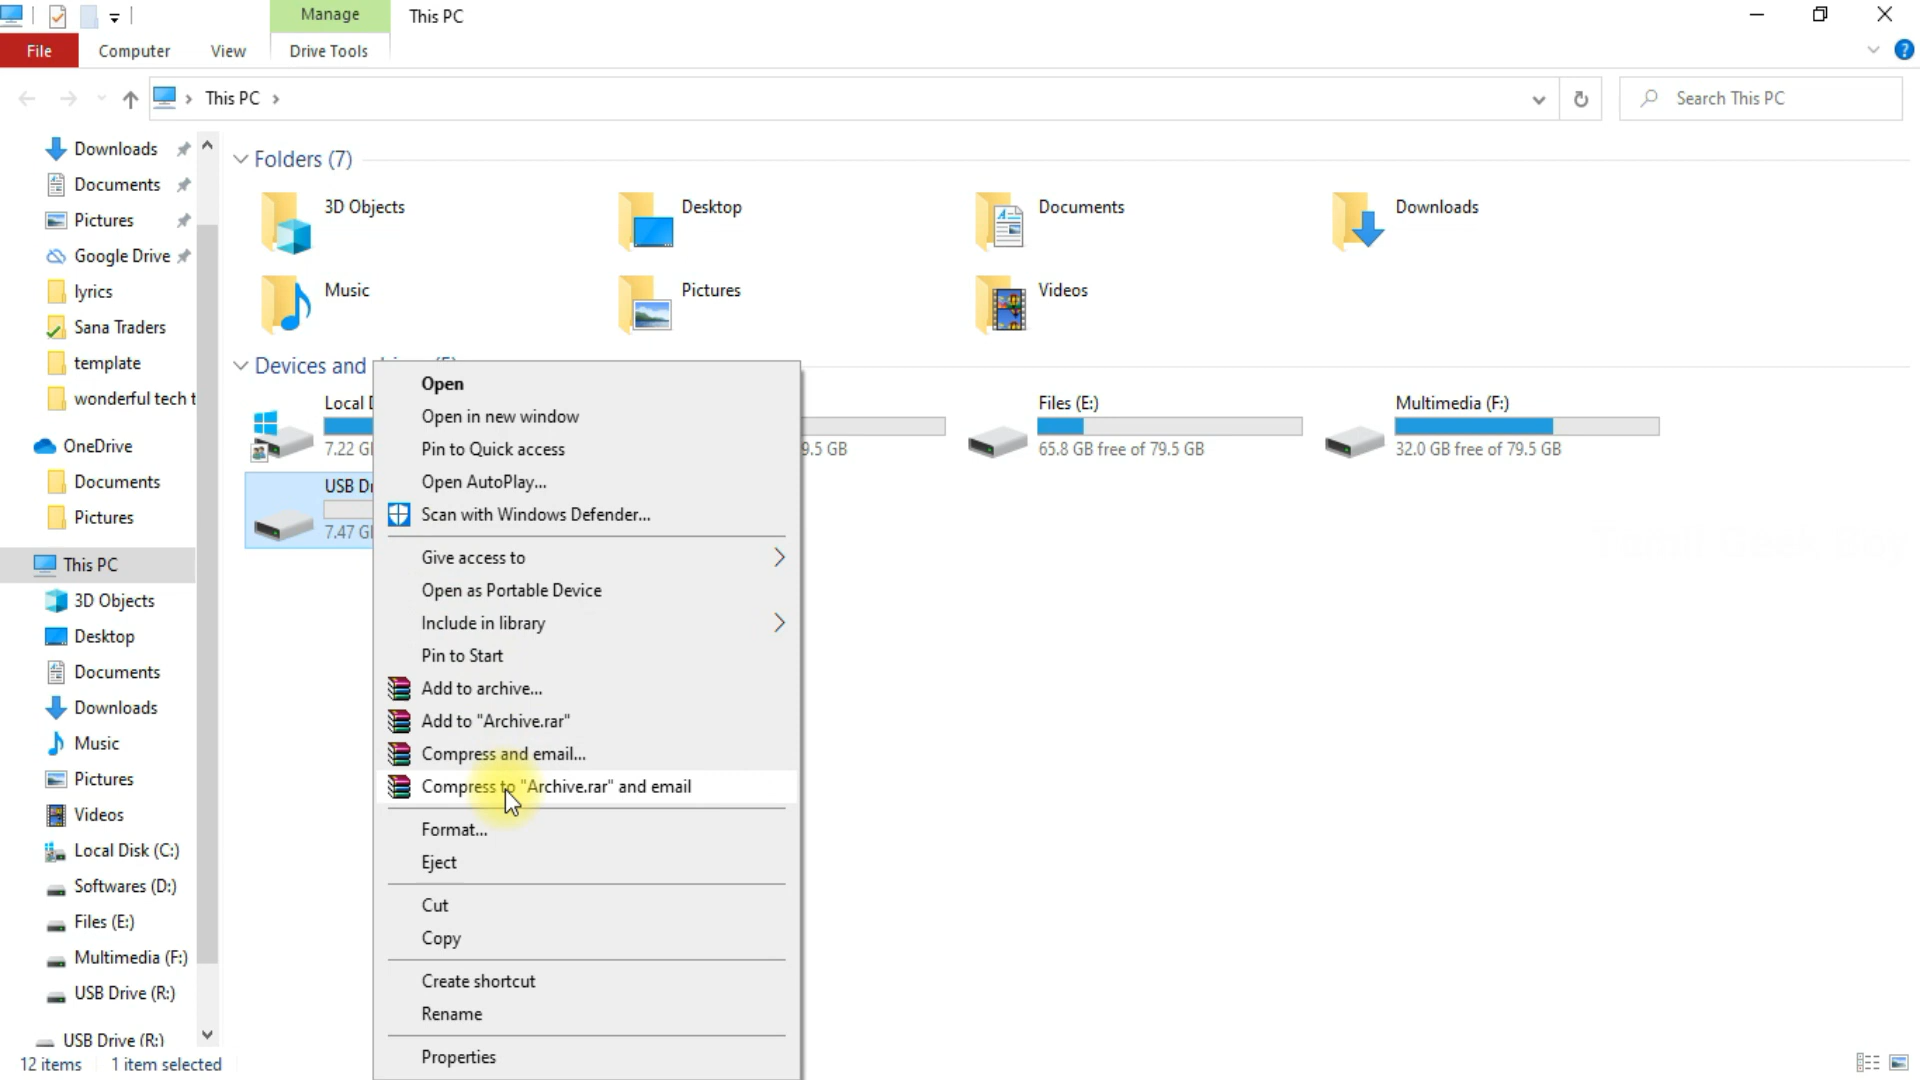 Manage
This PC
File
Computer
View
Drive Tools
This PC
Search This PC
Downloads
Documents
Pictures
Google Drive
lyrics
Sana Traders
template
wonderful tech t
OneDrive
Documents
Pictures
This PC
3D Objects
Desktop
Documents
Downloads
Music
Pictures
Videos
Local Disk (C:)
Softwares (D:)
Files (E:)
Multimedia (F:)
USB Drive (R:)
USB Drive (R:)
Folders (7)
3D Objects
Desktop
Documents
Downloads
Music
Pictures
Videos
Devices and
Local
7.22
9.5 GB
Files (E:)
65.8 GB free of 79.5 GB
Multimedia (F:)
32.0 GB free of 79.5 GB
USB
7.47
Open
Open in new window
Pin to Quick access
Open AutoPlay...
Scan with Windows Defender...
Give access to
Open as Portable Device
Include in library
Pin to Start
Add to archive...
Add to "Archive.rar"
Compress and email...
Compress to "Archive.rar" and email
Format...
Eject
Cut
Copy
Create shortcut
Rename
Properties
12 items
1 item selected